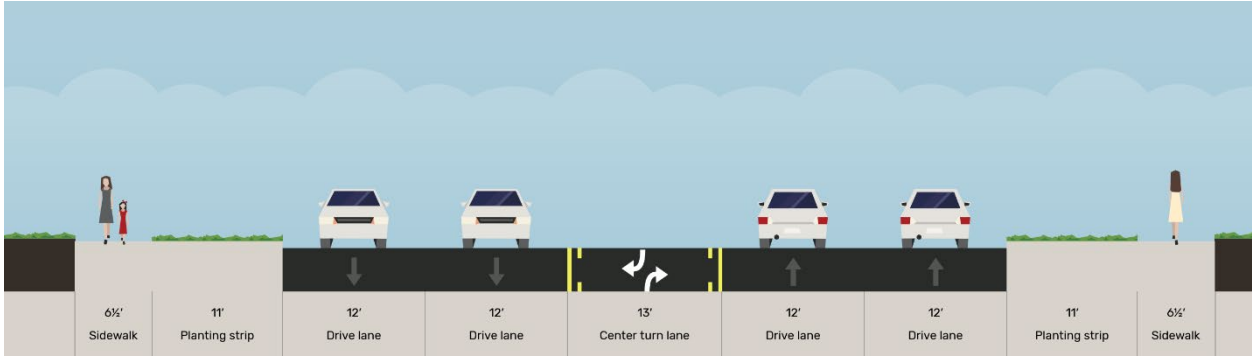 6½′ 11′ 12′ 12′ 13′ 12′ 12′ 11′ 6½′
Sidewalk Planting strip Drive lane Drive lane Center turn lane Drive lane Drive lane Planting strip Sidewalk